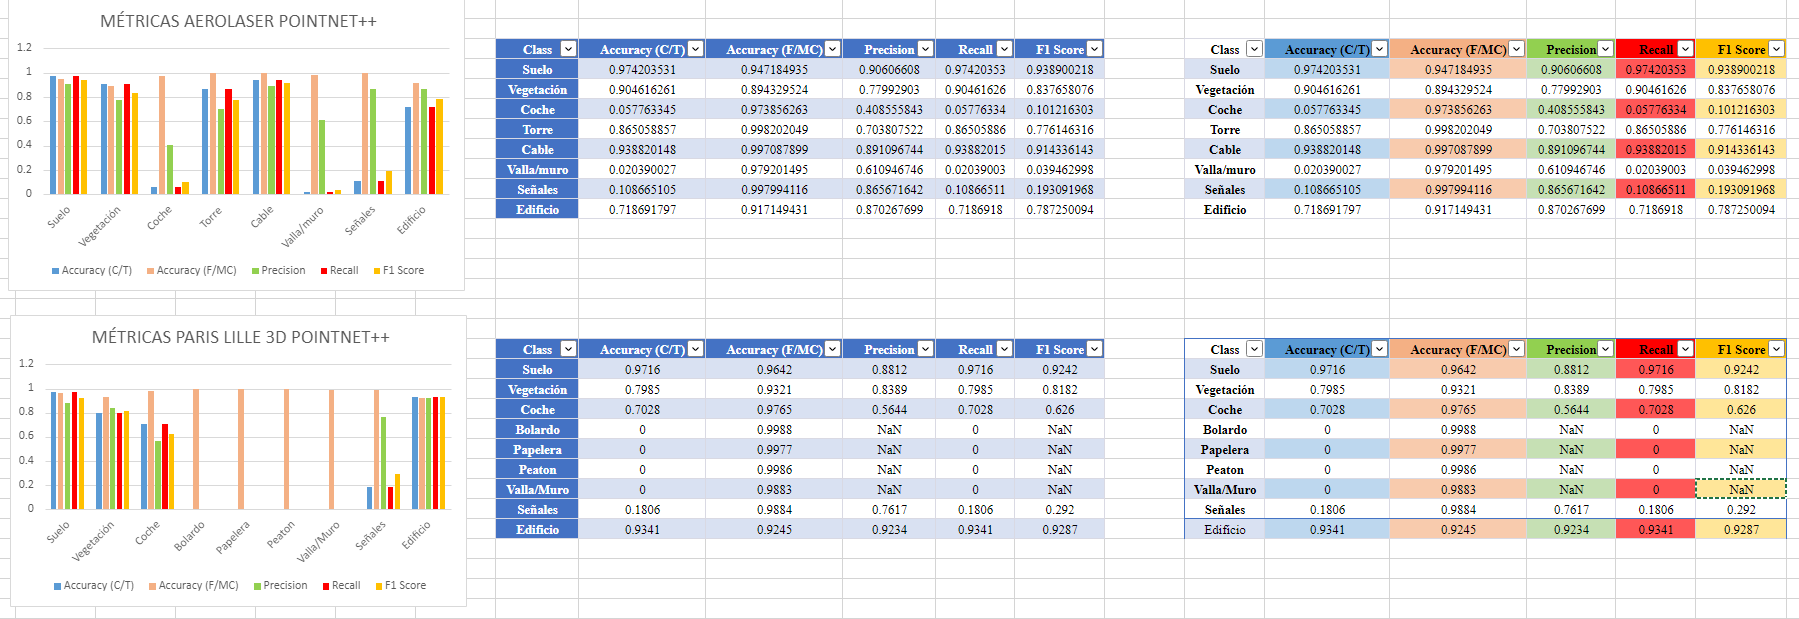 MÉTRICAS AEROLASER POINTNET++
1.2
1
0.8
0.6
0.4
0.2
0
Suelo Vegetación Coche Torre Cable Valla/muro Señales Edificio
Accuracy (C/T) Accuracy (F/MC) Precision Recall F1 Score
Class Accuracy (C/T) Accuracy (F/MC) Precision Recall F1 Score
Suelo 0.974203531 0.947184935 0.90606608 0.97420353 0.938900218
Vegetación 0.904616261 0.894329524 0.77992903 0.90461626 0.837658076
Coche 0.057763345 0.973856263 0.408555843 0.05776334 0.101216303
Torre 0.865058857 0.998202049 0.703807522 0.86505886 0.776146316
Cable 0.938820148 0.997087899 0.891096744 0.93882015 0.914336143
Valla/muro 0.020390027 0.979201495 0.610946746 0.02039003 0.039462998
Señales 0.108665105 0.997994116 0.865671642 0.10866511 0.193091968
Edificio 0.718691797 0.917149431 0.870267699 0.7186918 0.787250094
Class Accuracy (C/T) Accuracy (F/MC) Precision Recall F1 Score
Suelo 0.974203531 0.947184935 0.90606608 0.97420353 0.938900218
Vegetación 0.904616261 0.894329524 0.77992903 0.90461626 0.837658076
Coche 0.057763345 0.973856263 0.408555843 0.05776334 0.101216303
Torre 0.865058857 0.998202049 0.703807522 0.86505886 0.776146316
Cable 0.938820148 0.997087899 0.891096744 0.93882015 0.914336143
Valla/muro 0.020390027 0.979201495 0.610946746 0.02039003 0.039462998
Señales 0.108665105 0.997994116 0.865671642 0.10866511 0.193091968
Edificio 0.718691797 0.917149431 0.870267699 0.7186918 0.787250094
MÉTRICAS PARIS LILLE 3D POINTNET++
1.2
1
0.8
0.6
0.4
0.2
0
Suelo Vegetación Coche Bolardo Papelera Peaton Valla/Muro Señales Edificio
Accuracy (C/T) Accuracy (F/MC) Precision Recall F1 Score
Class Accuracy (C/T) Accuracy (F/MC) Precision Recall F1 Score
Suelo 0.9716 0.9642 0.8812 0.9716 0.9242
Vegetación 0.7985 0.9321 0.8389 0.7985 0.8182
Coche 0.7028 0.9765 0.5644 0.7028 0.626
Bolardo 0 0.9988 NaN 0 NaN
Papelera 0 0.9977 NaN 0 NaN
Peaton 0 0.9986 NaN 0 NaN
Valla/Muro 0 0.9883 NaN 0 NaN
Señales 0.1806 0.9884 0.7617 0.1806 0.292
Edificio 0.9341 0.9245 0.9234 0.9341 0.9287
Class Accuracy (C/T) Accuracy (F/MC) Precision Recall F1 Score
Suelo 0.9716 0.9642 0.8812 0.9716 0.9242
Vegetación 0.7985 0.9321 0.8389 0.7985 0.8182
Coche 0.7028 0.9765 0.5644 0.7028 0.626
Bolardo 0 0.9988 NaN 0 NaN
Papelera 0 0.9977 NaN 0 NaN
Peaton 0 0.9986 NaN 0 NaN
Valla/Muro 0 0.9883 NaN 0 NaN
Señales 0.1806 0.9884 0.7617 0.1806 0.292
Edificio 0.9341 0.9245 0.9234 0.9341 0.9287